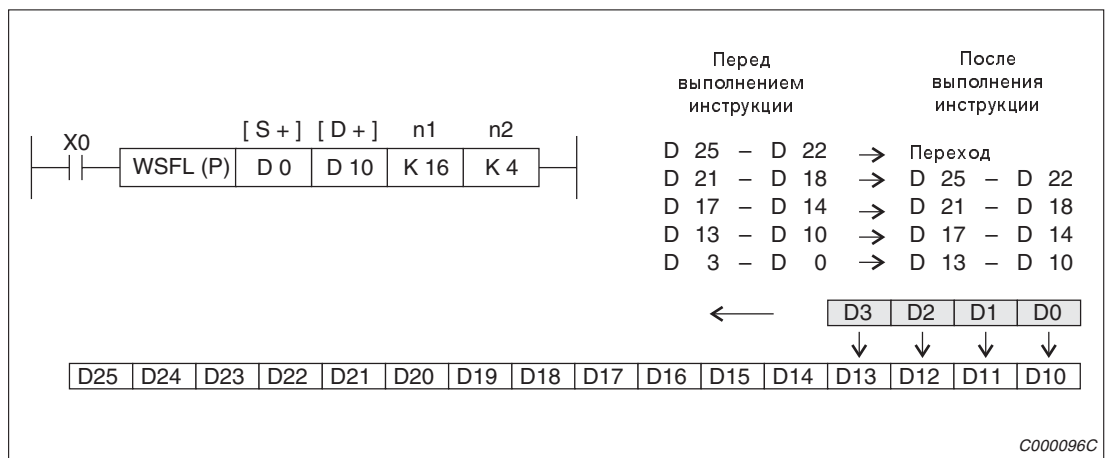 Перед выполнением инструкции
После выполнения инструкции
[ S + ] [ D + ] n1 n2
X0
WSFL (P) D 0 D 10 K 16 K 4
D 25 – D 22 → Переход
D 21 – D 18 → D 25 – D 22
D 17 – D 14 → D 21 – D 18
D 13 – D 10 → D 17 – D 14
D 3 – D 0 → D 13 – D 10
D3 D2 D1 D0
D25 D24 D23 D22 D21 D20 D19 D18 D17 D16 D15 D14 D13 D12 D11 D10
C000096C